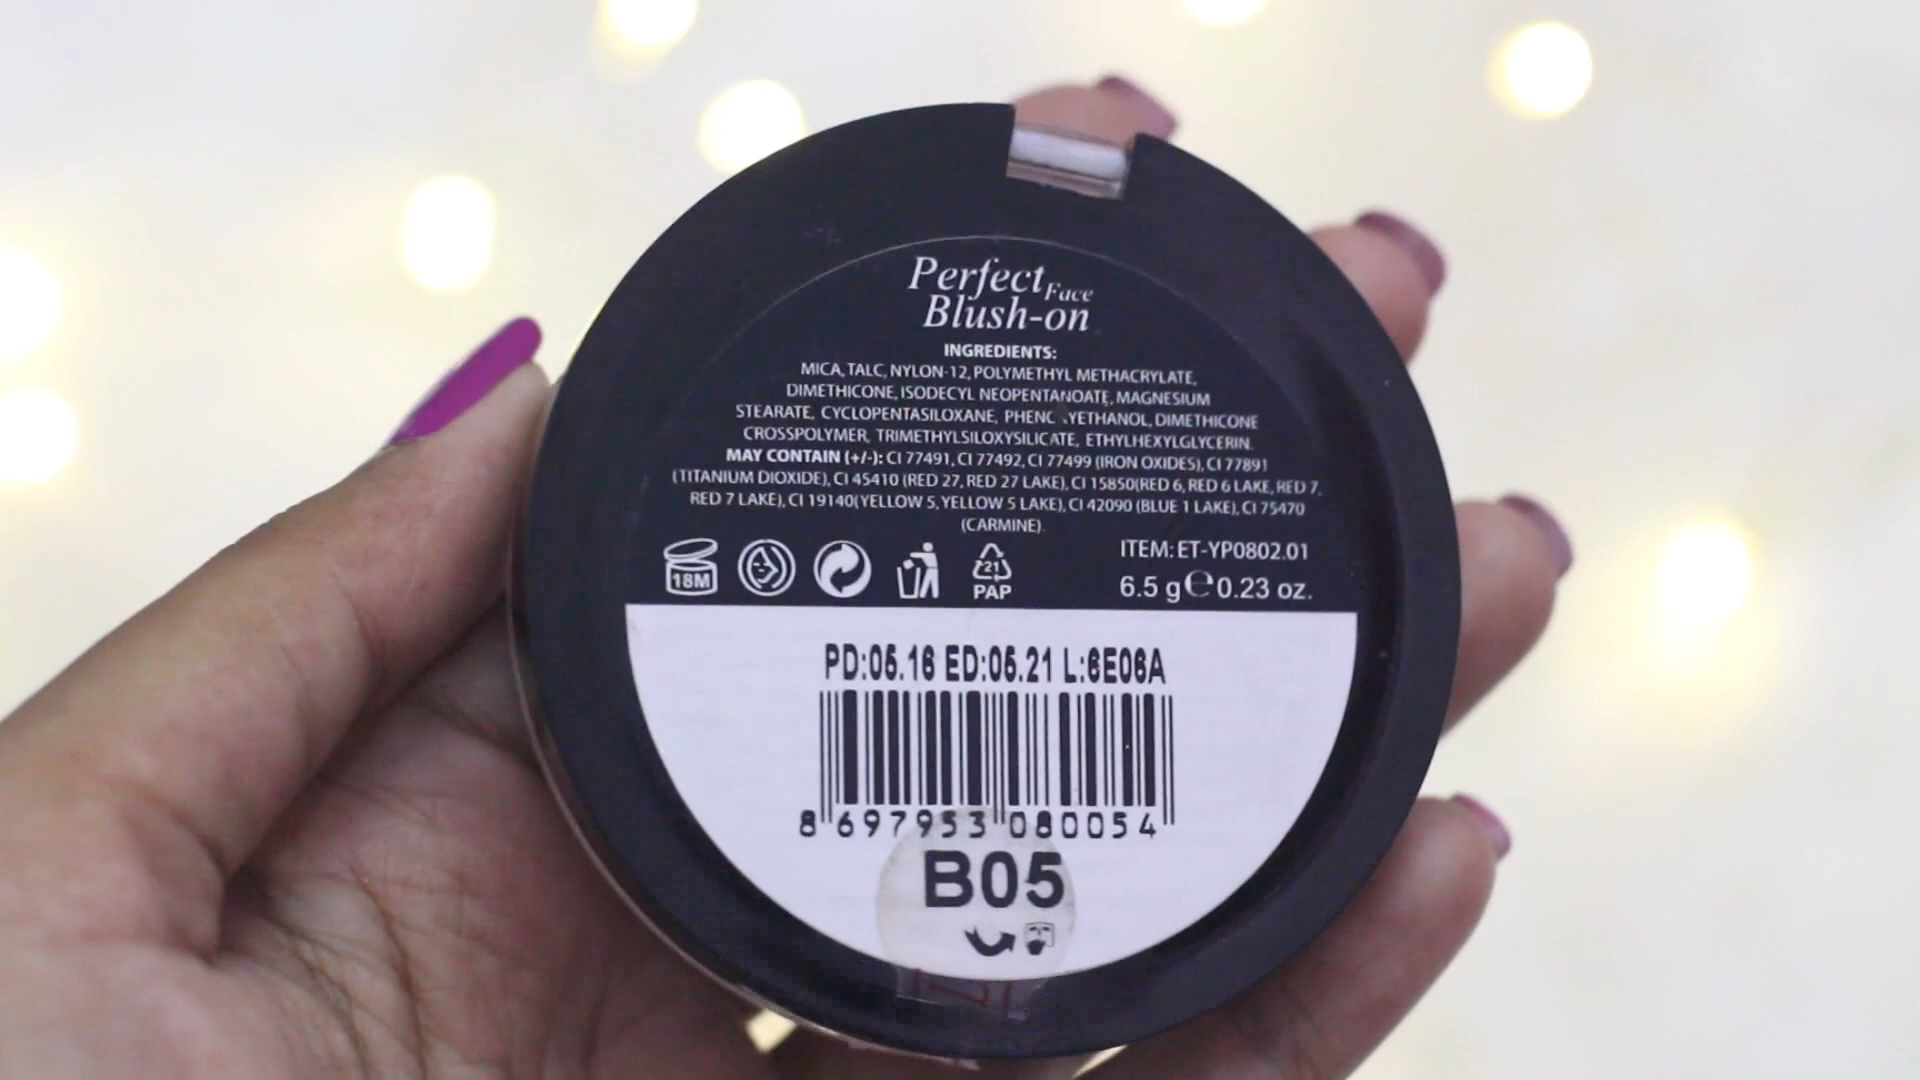 Perfect Face
Blush-on
INGREDIENTS:
MICA, TALC, NYLON-12, POLYMETHYL METHACRYLATE,
DIMETHICONE, ISODECYL NEOPENTANOATE, MAGNESIUM
STEARATE, CYCLOPENTASILOXANE, DIMETHICONE
CROSSPOLYMER, TRIMETHYLSILOXYSILICATE, ETHYLHEXYLGLYCERIN.
MAY CONTAIN (+/-): CI 77491, CI 77492, CI 77499 (IRON OXIDES), CI 77891
(TITANIUM DIOXIDE), CI 45410 (RED 27, RED 27 LAKE), CI 15850(RED 6, RED 6 LAKE, RED 7,
RED 7 LAKE), CI 19140(YELLOW 5, YELLOW 5 LAKE), CI 42090 (BLUE 1 LAKE), CI 75470
(CARMINE).
18M
21
PAP
ITEM: ET-YP0802.01
6.5 g ℮ 0.23 oz.
ED:05.21
8 697953 080054
B05